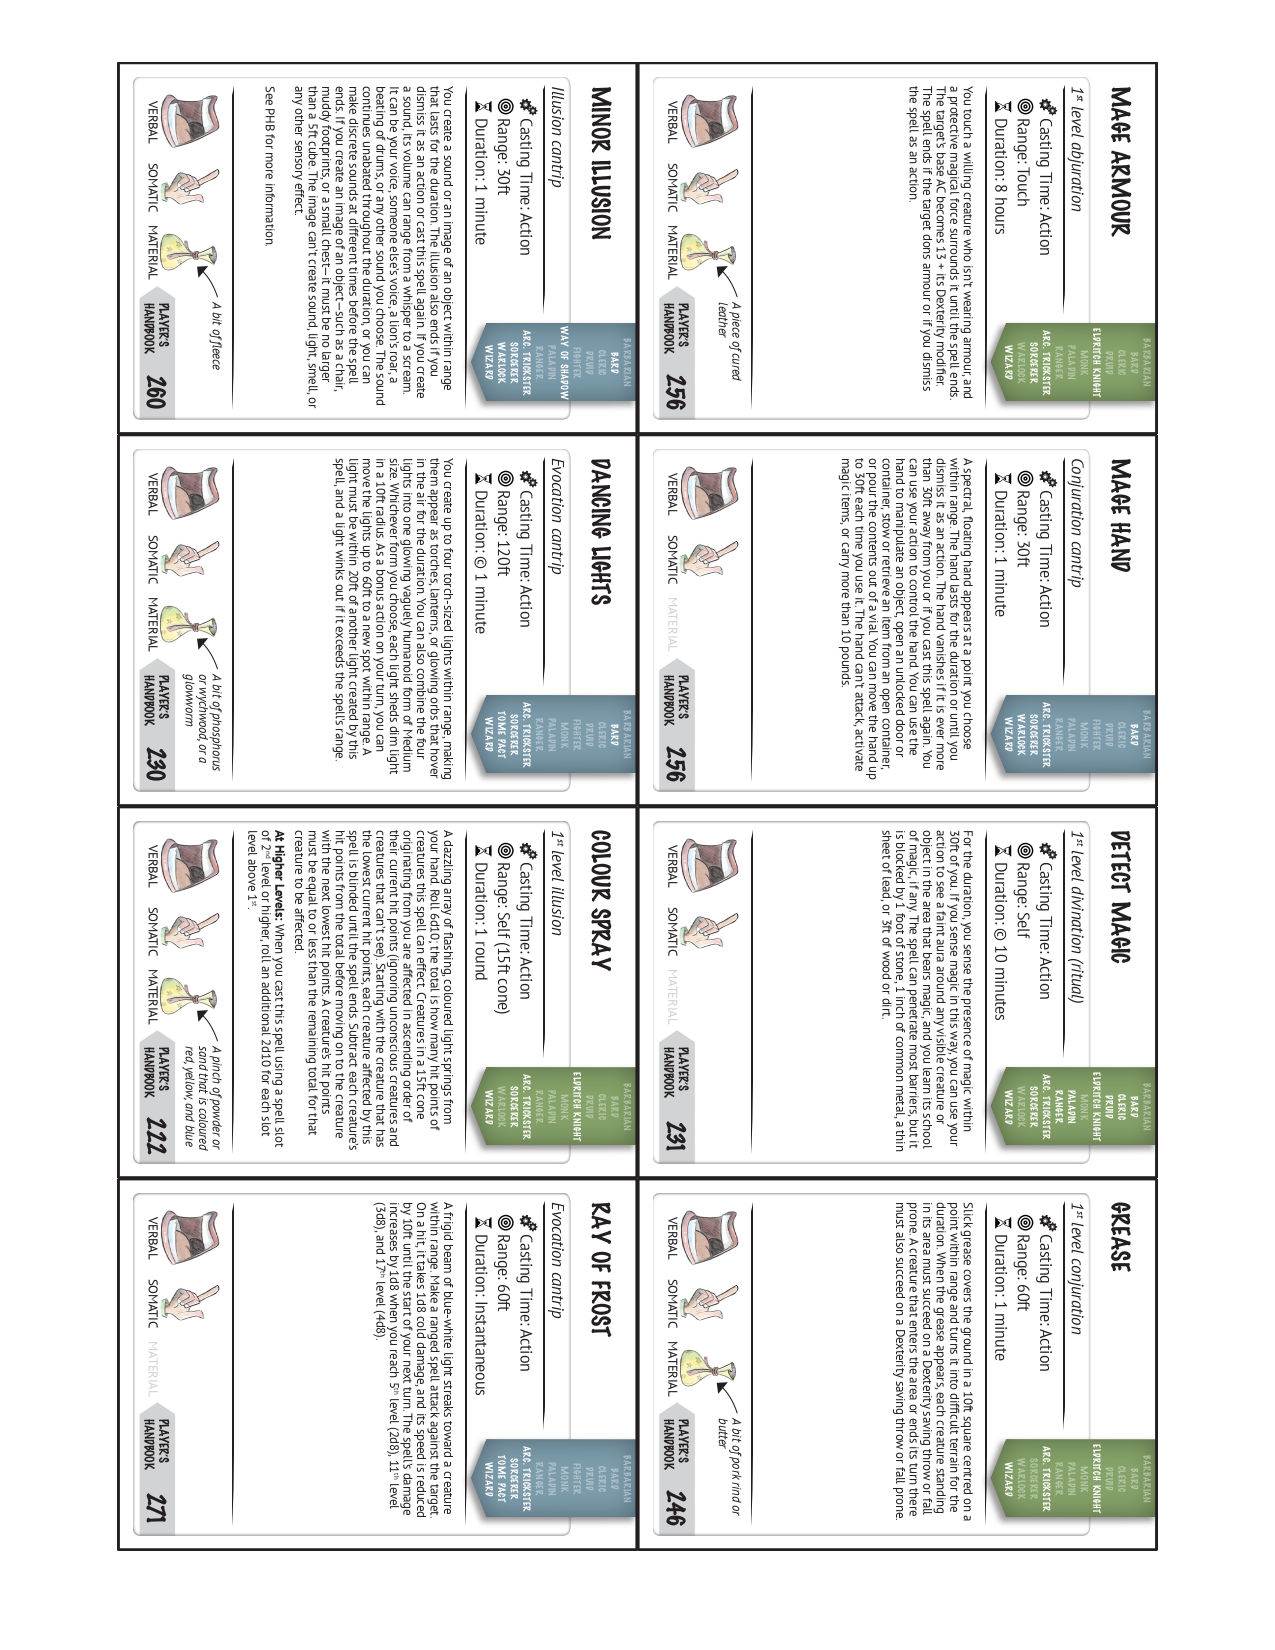 MAGE ARMOUR
1st level abjuration
Casting Time: Action
Range: Touch
Duration: 8 hours
BARBARIAN
BARD
CLERIC
DRUID
ELDRITCH KNIGHT
MONK
PALADIN
RANGER
ARC. TRICKSTER
SORCERER
WARLOCK
WIZARD
You touch a willing creature who isn't wearing armour, and
a protective magical force surrounds it until the spell ends.
The target's base AC becomes 13 + its Dexterity modifier.
The spell ends if the target dons armour or if you dismiss
the spell as an action.
A piece of cured
leather
VERBAL SOMATIC MATERIAL
PLAYER'S
HANDBOOK
256
MAGE HAND
Conjuration cantrip
Casting Time: Action
Range: 30ft
Duration: 1 minute
BARBARIAN
BARD
CLERIC
DRUID
FIGHTER
MONK
PALADIN
RANGER
ARC. TRICKSTER
SORCERER
WARLOCK
WIZARD
A spectral, floating hand appears at a point you choose
within range. The hand lasts for the duration or until you
dismiss it as an action. The hand vanishes if it is ever more
than 30ft away from you or if you cast this spell again. You
can use your action to control the hand. You can use the
hand to manipulate an object, open an unlocked door or
container, stow or retrieve an item from an open container,
or pour the contents out of a vial. You can move the hand up
to 30ft each time you use it. The hand can't attack, activate
magic items, or carry more than 10 pounds.
VERBAL SOMATIC MATERIAL
PLAYER'S
HANDBOOK
256
DETECT MAGIC
1st level divination (ritual)
Casting Time: Action
Range: Self
Duration: © 10 minutes
BARBARIAN
BARD
CLERIC
DRUID
ELDRITCH KNIGHT
MONK
PALADIN
RANGER
ARC. TRICKSTER
SORCERER
WARLOCK
WIZARD
For the duration, you sense the presence of magic within
30ft of you. If you sense magic in this way, you can use your
action to see a faint aura around any visible creature or
object in the area that bears magic, and you learn its school
of magic, if any. The spell can penetrate most barriers, but it
is blocked by 1 foot of stone, 1 inch of common metal, a thin
sheet of lead, or 3ft of wood or dirt.
VERBAL SOMATIC MATERIAL
PLAYER'S
HANDBOOK
231
GREASE
1st level conjuration
Casting Time: Action
Range: 60ft
Duration: 1 minute
BARBARIAN
BARD
CLERIC
DRUID
ELDRITCH KNIGHT
MONK
PALADIN
RANGER
ARC. TRICKSTER
SORCERER
WARLOCK
WIZARD
Slick grease covers the ground in a 10ft square centred on a
point within range and turns it into difficult terrain for the
duration. When the grease appears, each creature standing
in its area must succeed on a Dexterity saving throw or fall
prone. A creature that enters the area or ends its turn there
must also succeed on a Dexterity saving throw or fall prone.
A bit of pork rind or
butter
VERBAL SOMATIC MATERIAL
PLAYER'S
HANDBOOK
246
MINOR ILLUSION
Illusion cantrip
Casting Time: Action
Range: 30ft
Duration: 1 minute
BARBARIAN
BARD
CLERIC
DRUID
FIGHTER
WAY OF SHADOW
PALADIN
RANGER
ARC. TRICKSTER
SORCERER
WARLOCK
WIZARD
You create a sound or an image of an object within range
that lasts for the duration. The illusion also ends if you
dismiss it as an action or cast this spell again. If you create
a sound, its volume can range from a whisper to a scream.
It can be your voice, someone else's voice, a lion's roar, a
beating of drums, or any other sound you choose. The sound
continues unabated throughout the duration, or you can
make discrete sounds at different times before the spell
ends. If you create an image of an object—such as a chair,
muddy footprints, or a small chest—it must be no larger
than a 5ft cube. The image can't create sound, light, smell, or
any other sensory effect.
See PHB for more information.
A bit of fleece
VERBAL SOMATIC MATERIAL
PLAYER'S
HANDBOOK
260
DANCING LIGHTS
Evocation cantrip
Casting Time: Action
Range: 120ft
Duration: © 1 minute
BARBARIAN
BARD
CLERIC
DRUID
FIGHTER
MONK
PALADIN
RANGER
ARC. TRICKSTER
SORCERER
TOME PACT
WIZARD
You create up to four torch-sized lights within range, making
them appear as torches, lanterns, or glowing orbs that hover
in the air for the duration. You can also combine the four
lights into one glowing vaguely humanoid form of Medium
size. Whichever form you choose, each light sheds dim light
in a 10ft radius. As a bonus action on your turn, you can
move the lights up to 60ft to a new spot within range. A
light must be within 20ft of another light created by this
spell, and a light winks out if it exceeds the spell's range.
A bit of phosphorus
or wychwood, or a
glowworm
VERBAL SOMATIC MATERIAL
PLAYER'S
HANDBOOK
230
COLOUR SPRAY
1st level illusion
Casting Time: Action
Range: Self (15ft cone)
Duration: 1 round
BARBARIAN
BARD
CLERIC
DRUID
ELDRITCH KNIGHT
MONK
PALADIN
RANGER
ARC. TRICKSTER
SORCERER
WARLOCK
WIZARD
A dazzling array of flashing, coloured light springs from
your hand. Roll 6d10; the total is how many hit points of
creatures this spell can effect. Creatures in a 15ft cone
originating from you are affected in ascending order of
their current hit points (ignoring unconscious creatures and
creatures that can't see). Starting with the creature that has
the lowest current hit points, each creature affected by this
spell is blinded until the spell ends. Subtract each creature's
hit points from the total before moving on to the creature
with the next lowest hit points. A creature's hit points
must be equal to or less than the remaining total for that
creature to be affected.
At Higher Levels: When you cast this spell using a spell slot
of 2nd level or higher, roll an additional 2d10 for each slot
level above 1st.
A pinch of powder or
sand that is coloured
red, yellow, and blue
VERBAL SOMATIC MATERIAL
PLAYER'S
HANDBOOK
222
RAY OF FROST
Evocation cantrip
Casting Time: Action
Range: 60ft
Duration: Instantaneous
BARBARIAN
BARD
CLERIC
DRUID
FIGHTER
MONK
PALADIN
RANGER
ARC. TRICKSTER
SORCERER
TOME PACT
WIZARD
A frigid beam of blue-white light streaks toward a creature
within range. Make a ranged spell attack against the target.
On a hit, it takes 1d8 cold damage, and its speed is reduced
by 10ft until the start of your next turn. The spell's damage
increases by 1d8 when you reach 5th level (2d8), 11th level
(3d8), and 17th level (4d8).
VERBAL SOMATIC MATERIAL
PLAYER'S
HANDBOOK
271